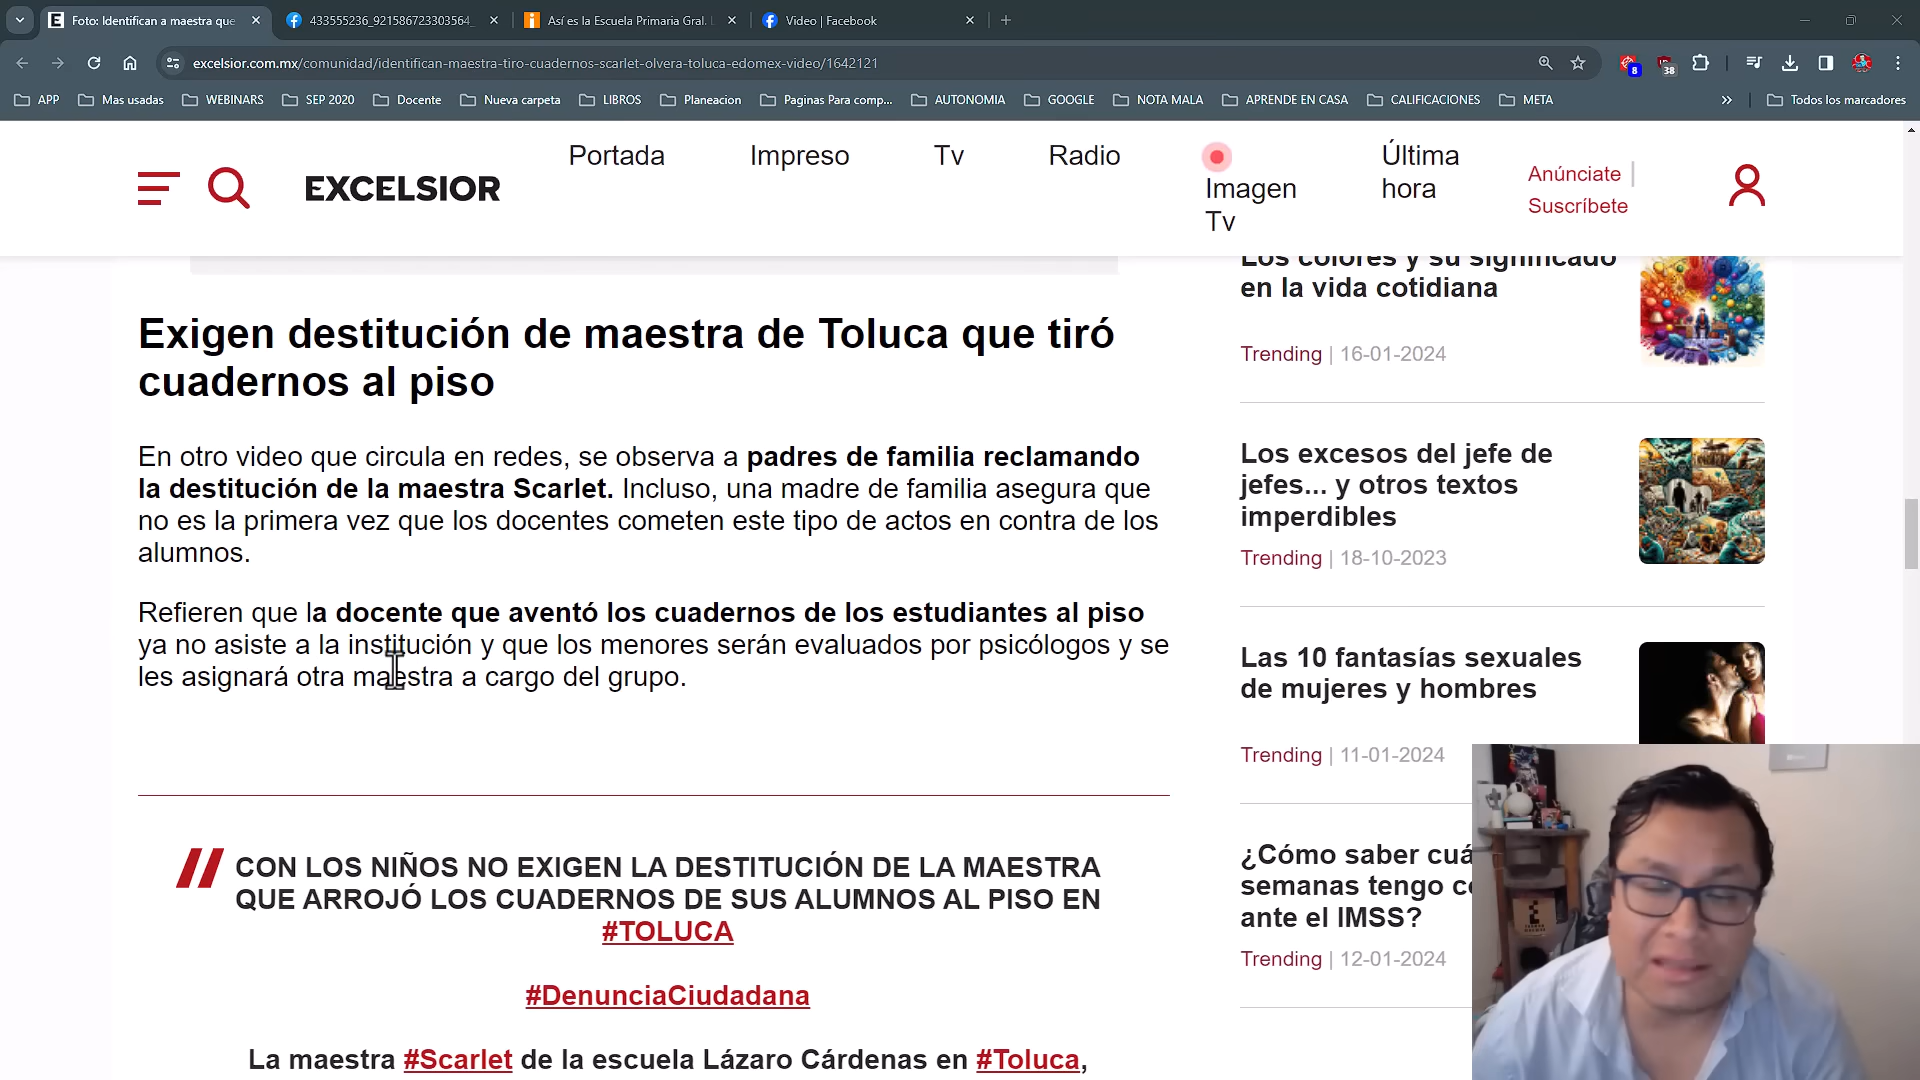 Foto: Identifican a maestra que
433555236_921586723303564_
Así es la Escuela Primaria Gral.
Video | Facebook
excelsior.com.mx/comunidad/identifican-maestra-tiro-cuadernos-scarlet-olvera-toluca-edomex-video/1642121
8
38
APP
Mas usadas
WEBINARS
SEP 2020
Docente
Nueva carpeta
LIBROS
Planeacion
Paginas Para comp...
AUTONOMIA
GOOGLE
NOTA MALA
APRENDE EN CASA
CALIFICACIONES
META
Todos los marcadores
EXCELSIOR
Portada
Impreso
Tv
Radio
Imagen
Tv
Última
hora
Anúnciate |
Suscríbete
Exigen destitución de maestra de Toluca que tiró
cuadernos al piso
En otro video que circula en redes, se observa a padres de familia reclamando
la destitución de la maestra Scarlet. Incluso, una madre de familia asegura que
no es la primera vez que los docentes cometen este tipo de actos en contra de los
alumnos.
Refieren que la docente que aventó los cuadernos de los estudiantes al piso
ya no asiste a la institución y que los menores serán evaluados por psicólogos y se
les asignará otra maestra a cargo del grupo.
CON LOS NIÑOS NO EXIGEN LA DESTITUCIÓN DE LA MAESTRA
QUE ARROJÓ LOS CUADERNOS DE SUS ALUMNOS AL PISO EN
#TOLUCA
#DenunciaCiudadana
La maestra #Scarlet de la escuela Lázaro Cárdenas en #Toluca,
Los colores y su significado
en la vida cotidiana
Trending | 16-01-2024
Los excesos del jefe de
jefes... y otros textos
imperdibles
Trending | 18-10-2023
Las 10 fantasías sexuales
de mujeres y hombres
Trending | 11-01-2024
¿Cómo saber cuá
semanas tengo c
ante el IMSS?
Trending | 12-01-2024